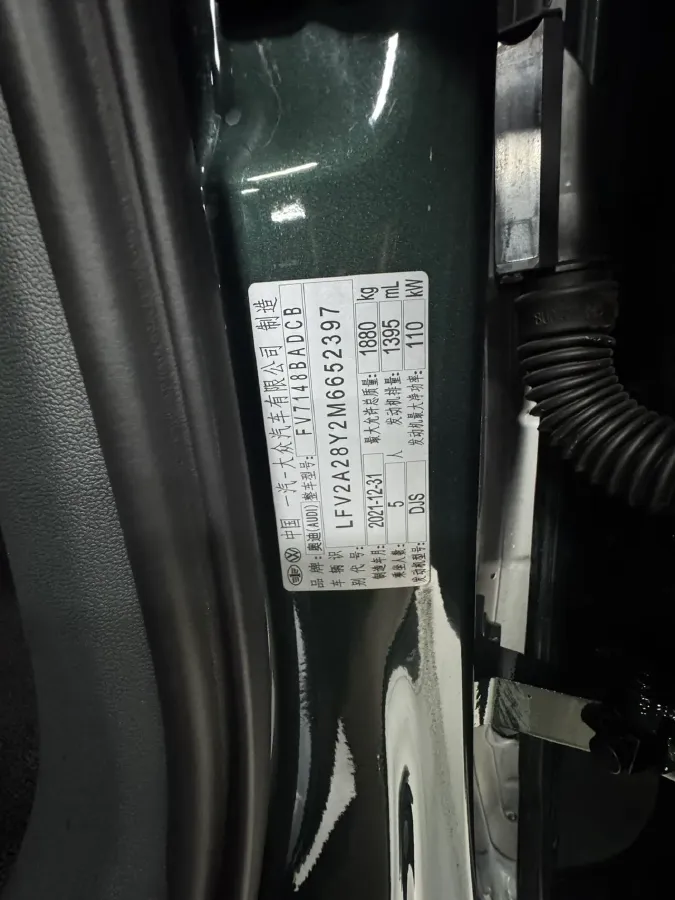 中国 一汽-大众汽车有限公司 制造
品牌:奥迪(AUDI) 整车型号: FV7148BADCB
车辆识别代号: LFV2A28Y2M6652397
制造年月: 2021-12-31 最大允许总质量: 1880 kg
乘坐人数: 5 人 发动机排量: 1395 mL
发动机型号: DJS 发动机最大净功率: 110 kW